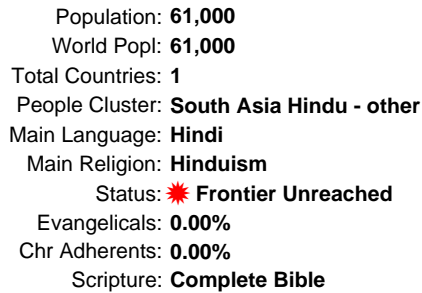 Population: 61,000
World Popl: 61,000
Total Countries: 1
People Cluster: South Asia Hindu - other
Main Language: Hindi
Main Religion: Hinduism
Status: Frontier Unreached
Evangelicals: 0.00%
Chr Adherents: 0.00%
Scripture: Complete Bible